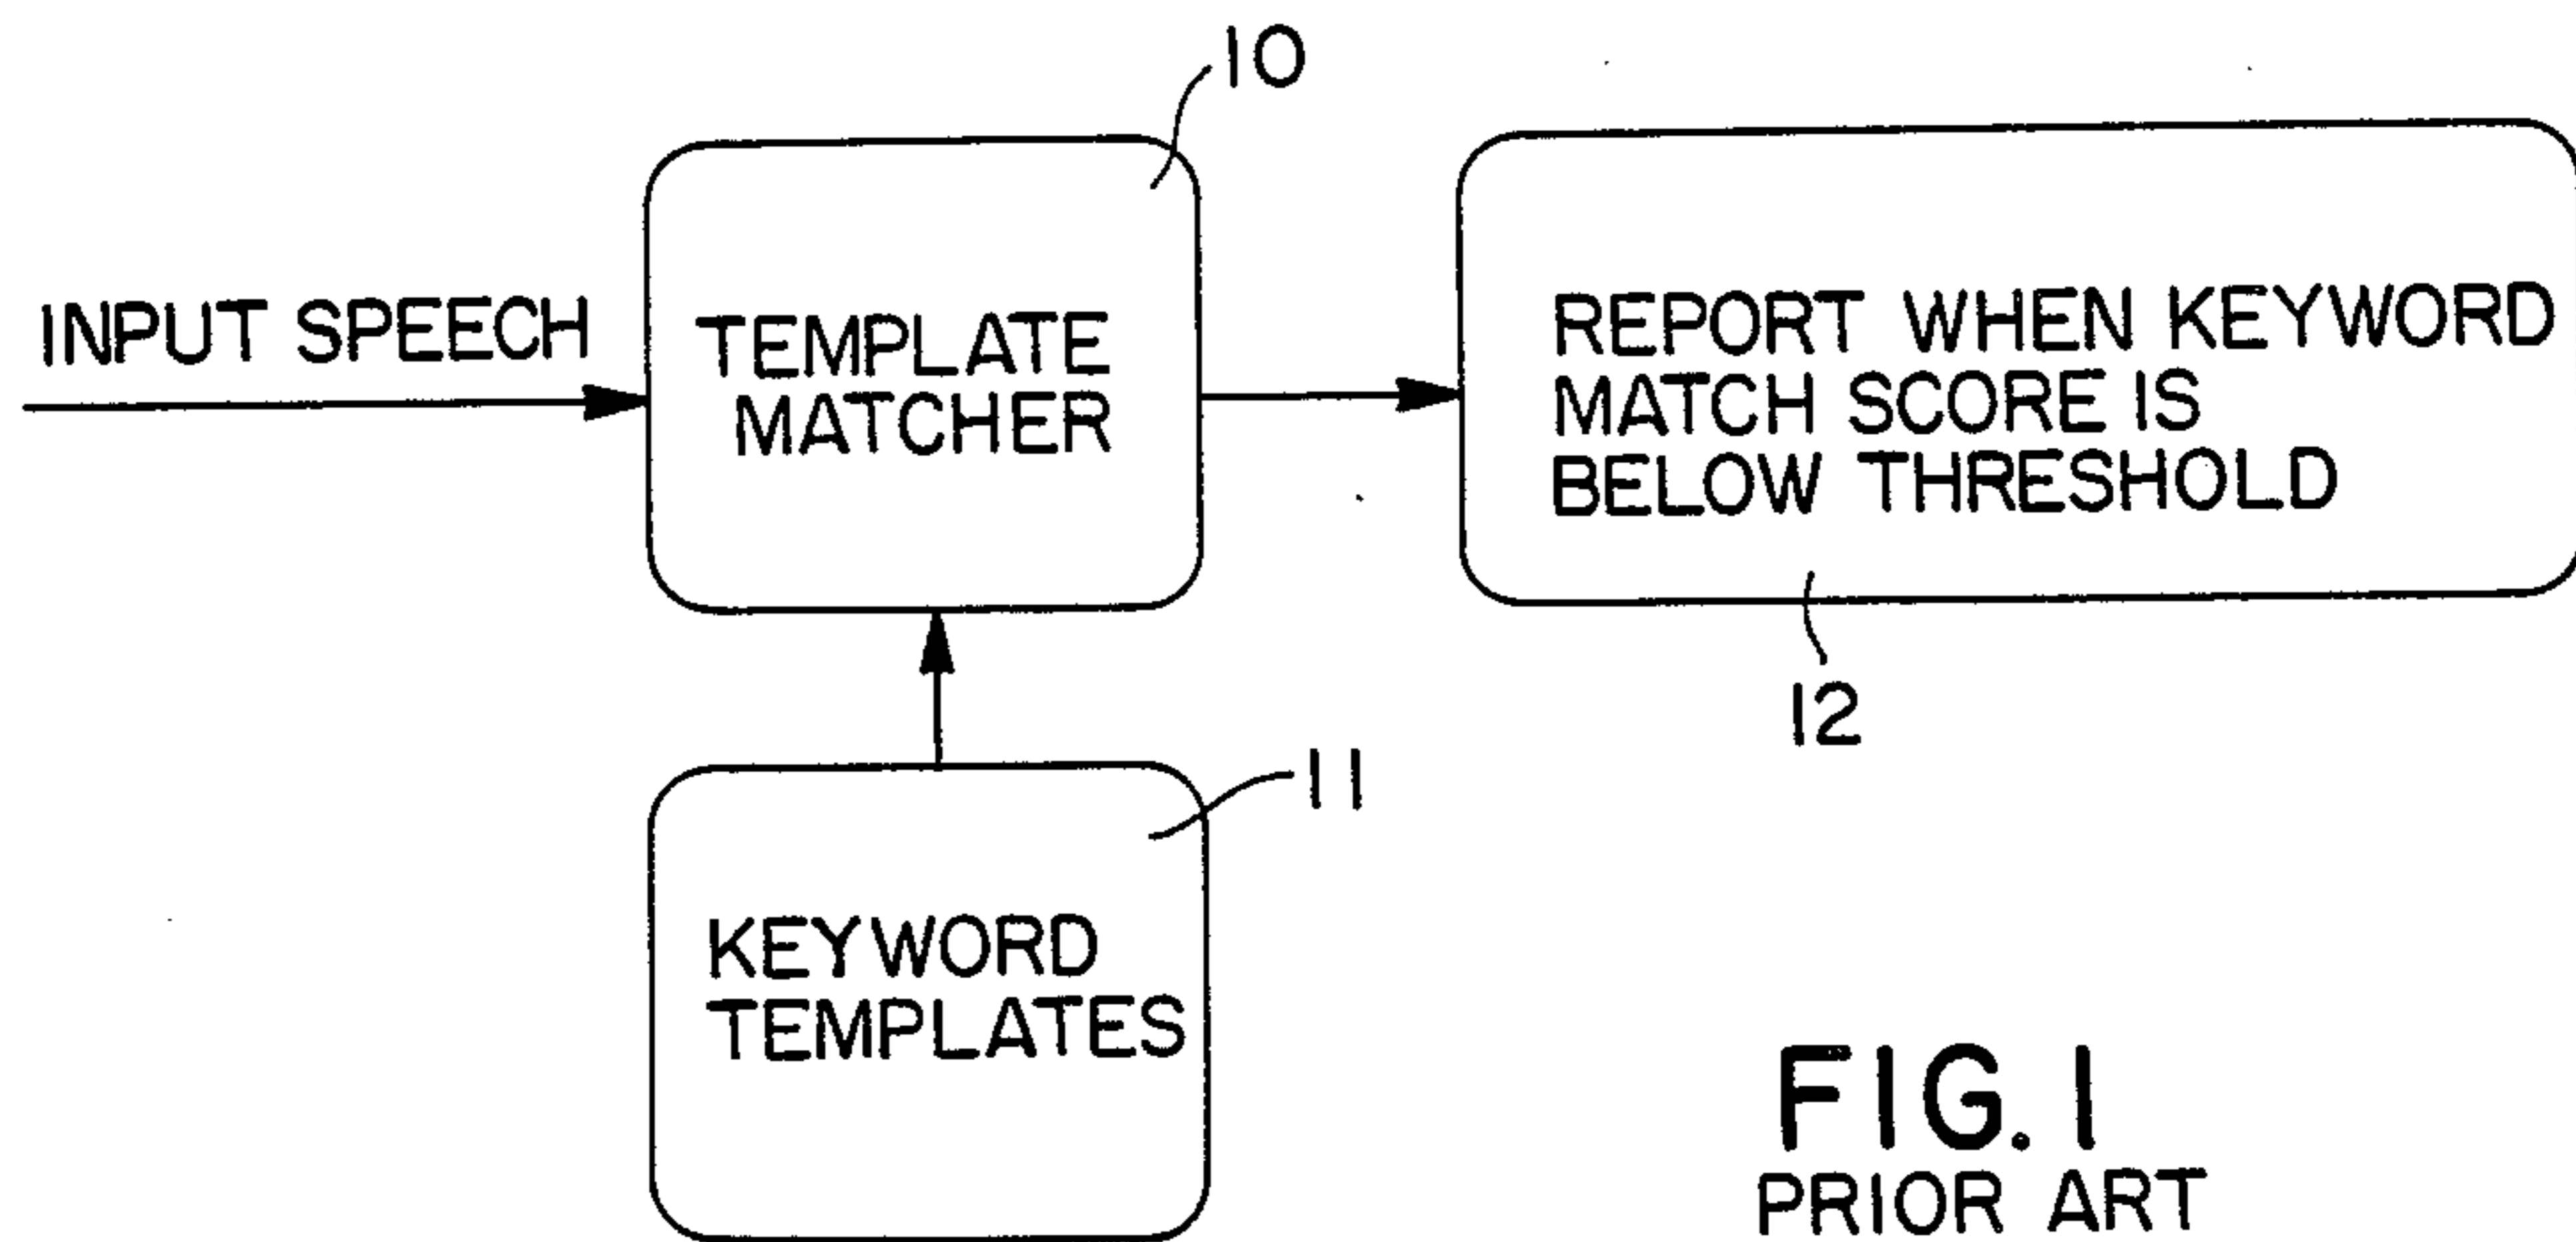 10
INPUT SPEECH
TEMPLATE
MATCHER
REPORT WHEN KEYWORD
MATCH SCORE IS
BELOW THRESHOLD
12
11
KEYWORD
TEMPLATES
FIG. 1
PRIOR ART